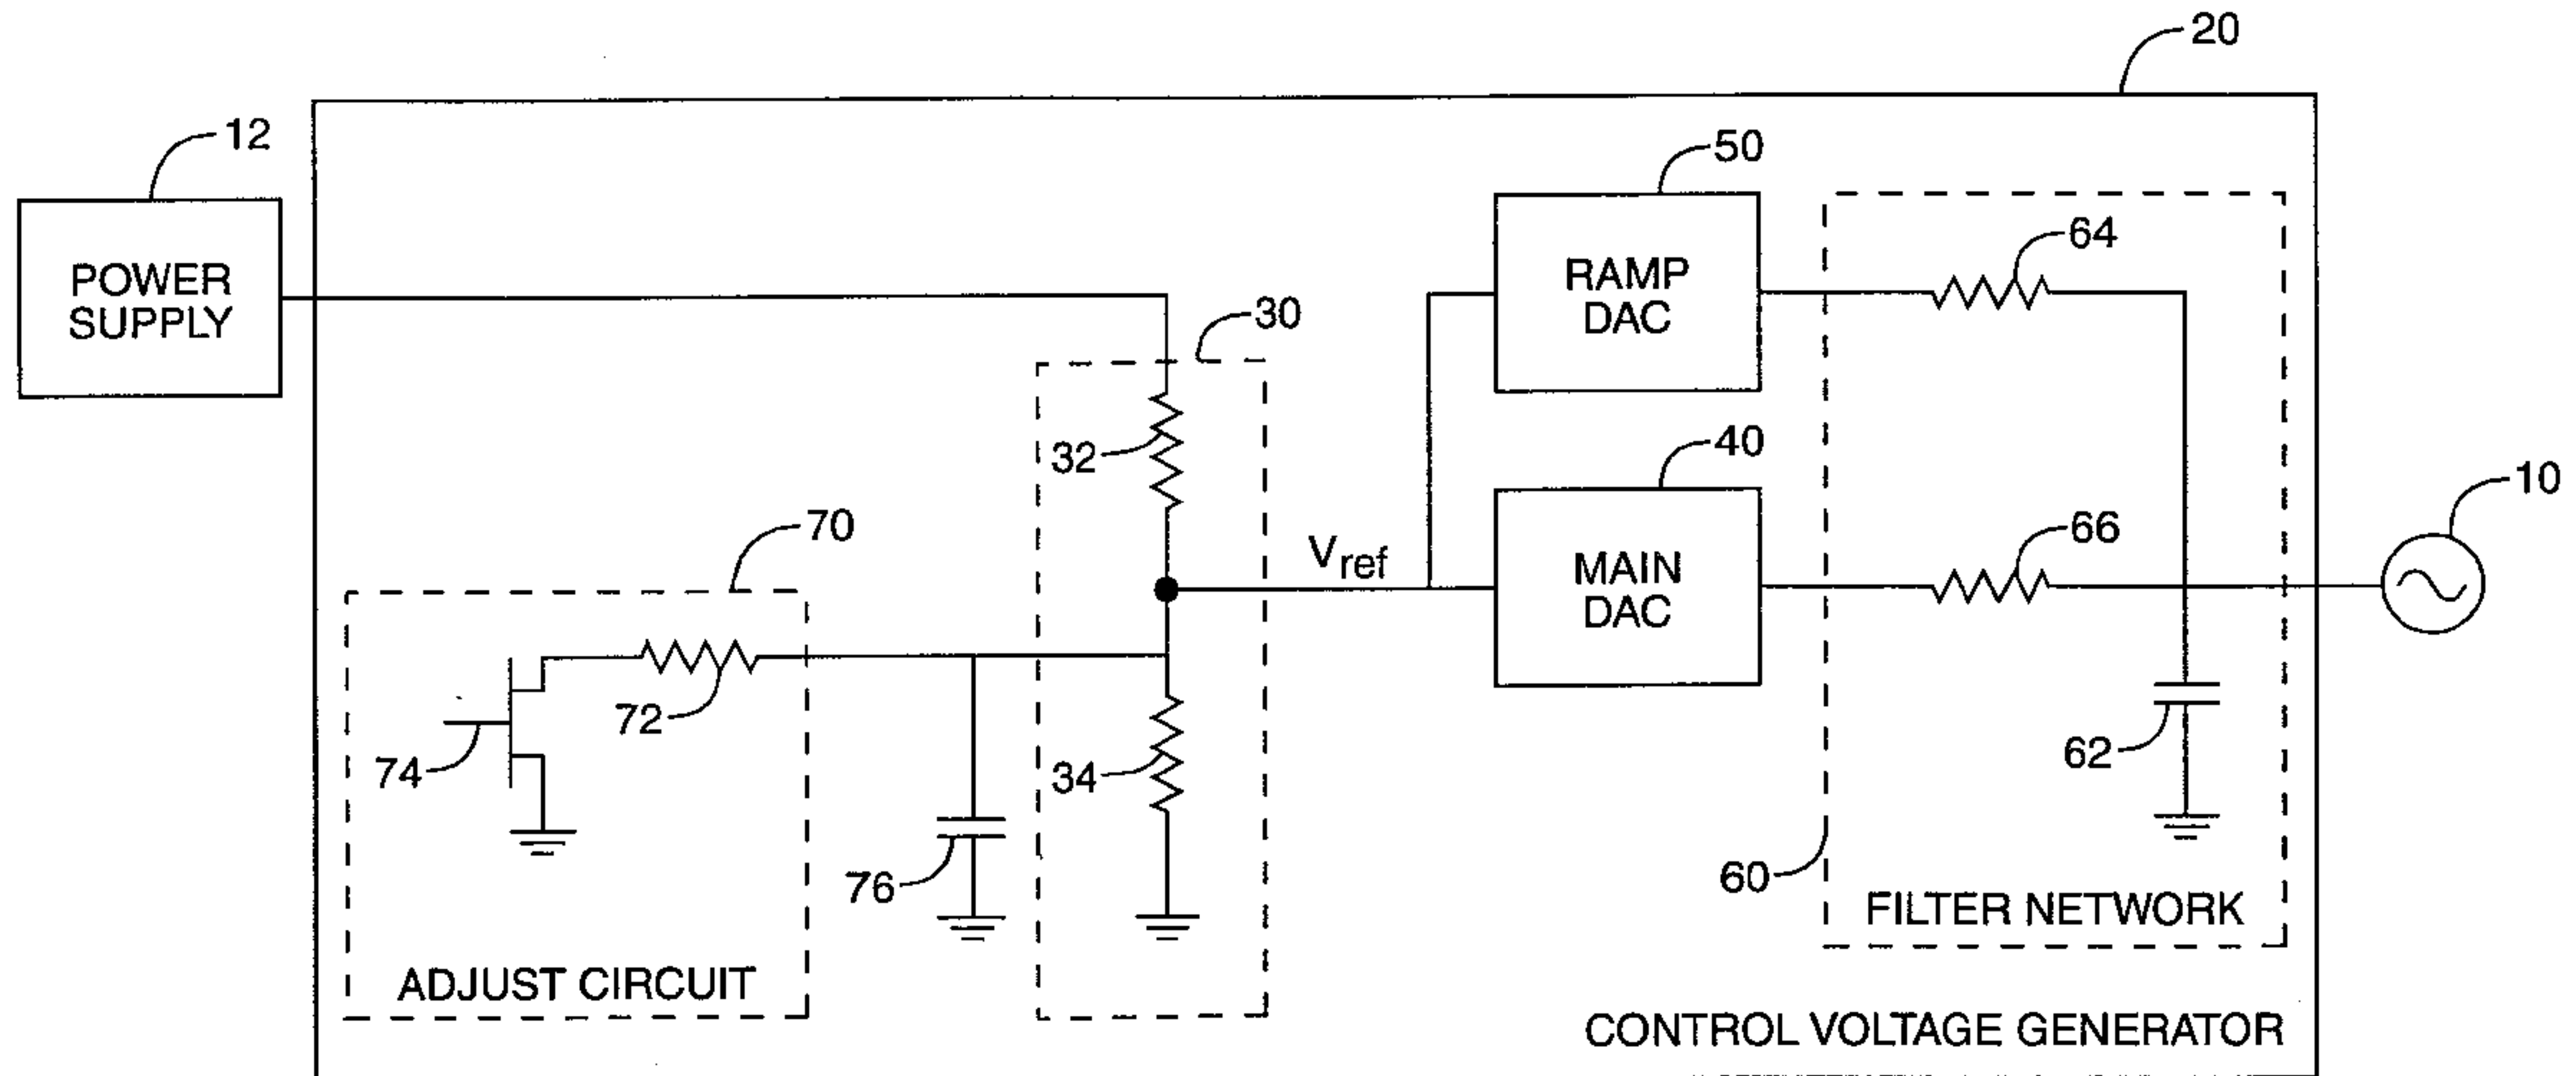 20
12
50
POWER
SUPPLY
64
RAMP
DAC
30
32
40
10
70
66
Vref
MAIN
DAC
72
74
34
62
76
60
FILTER NETWORK
ADJUST CIRCUIT
CONTROL VOLTAGE GENERATOR